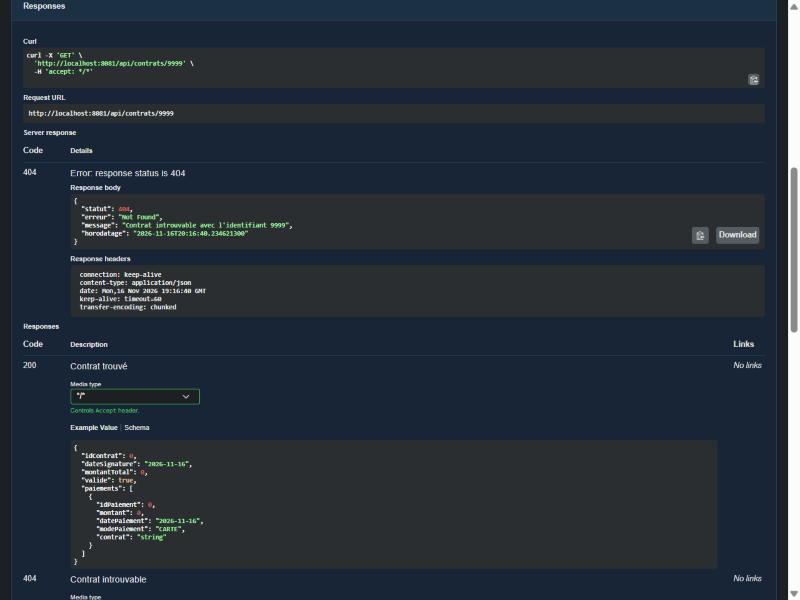 Responses
Curl
curl -X 'GET' \
'http://localhost:8081/api/contrats/9999' \
-H 'accept: */*'
Request URL
http://localhost:8081/api/contrats/9999
Server response
Code Details
404 Error: response status is 404
Response body
{
"statut": 404,
"erreur": "Not Found",
"message": "Contrat introuvable avec l'identifiant 9999",
"horodatage": "2026-11-16T20:16:40.234621300"
}
Download
Response headers
connection: keep-alive
content-type: application/json
date: Mon,16 Nov 2026 19:16:40 GMT
keep-alive: timeout=60
transfer-encoding: chunked
Responses
Code Description Links
200 Contrat trouvé No links
Media type
*/*
Controls Accept header.
Example Value | Schema
{
"idContrat": 0,
"dateSignature": "2026-11-16",
"montantTotal": 0,
"valide": true,
"paiements": [
{
"idPaiement": 0,
"montant": 0,
"datePaiement": "2026-11-16",
"modePaiement": "CARTE",
"contrat": "string"
}
]
}
404 Contrat introuvable No links
Media type